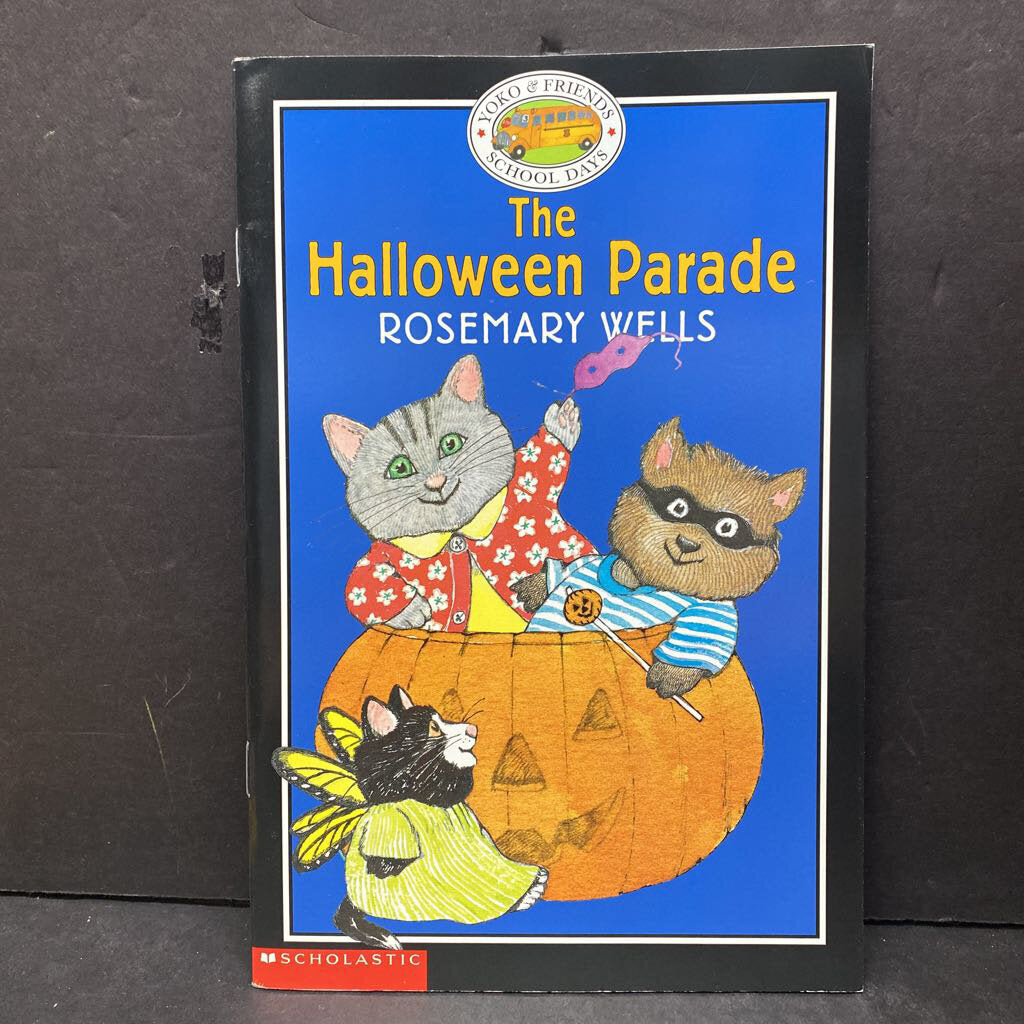 YOKO & FRIENDS
SCHOOL DAYS
The
Halloween Parade
ROSEMARY WELLS
SCHOLASTIC